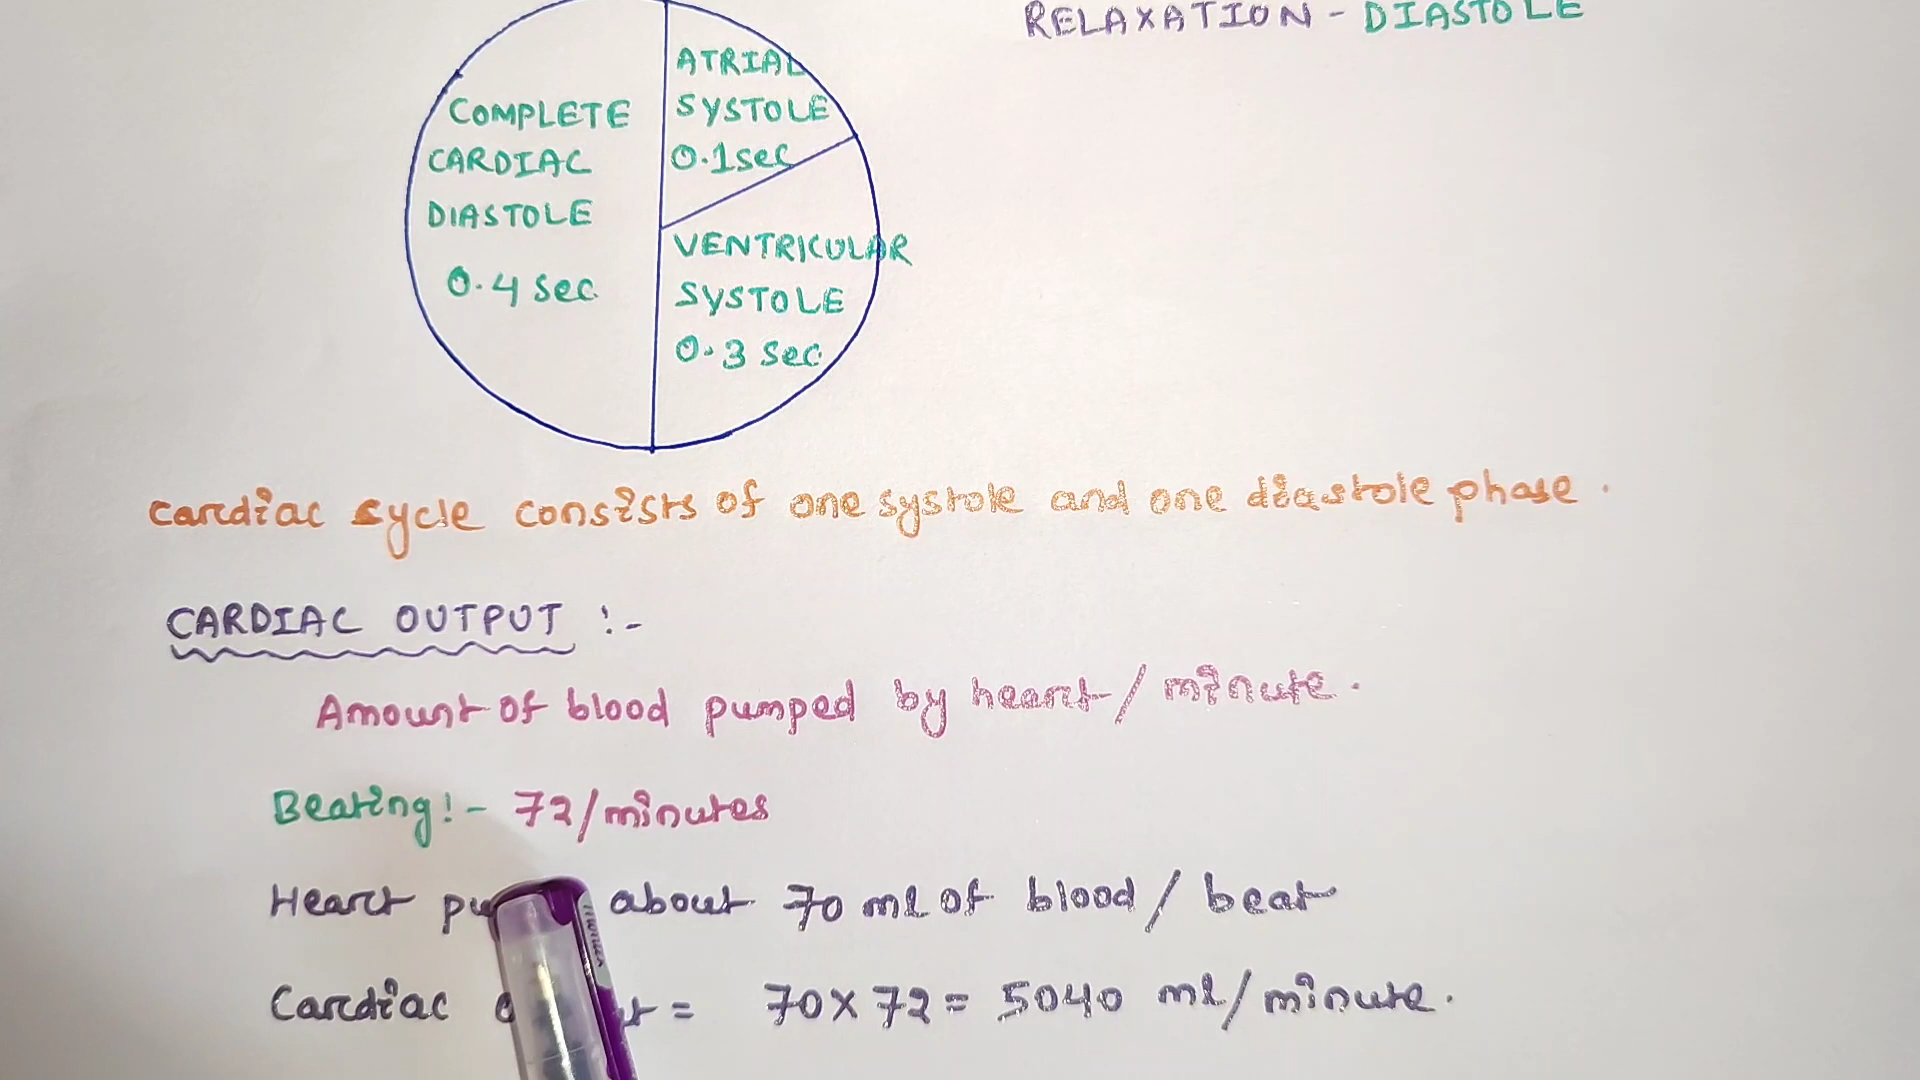 RELAXATION - DIASTOLE
COMPLETE
CARDIAC
DIASTOLE
0.4 sec
ATRIAL
SYSTOLE
0.1sec
VENTRICULAR
SYSTOLE
0.3 sec
Cardiac cycle consists of one systole and one diastole phase.
CARDIAC OUTPUT :-
Amount of blood pumped by heart/minute.
Beating:- 72/minutes
Heart about 70 ml of blood/beat
Cardiac = 70x72= 5040 ml/minute.